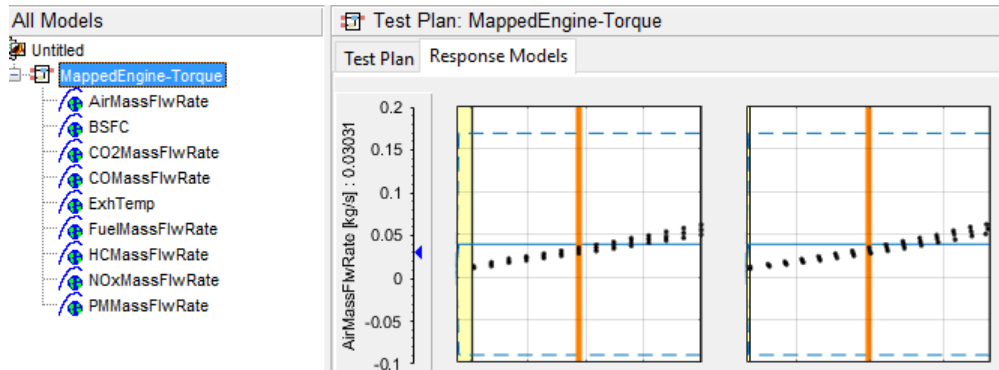 All Models
Untitled
MappedEngine-Torque
AirMassFlwRate
BSFC
CO2MassFlwRate
COMassFlwRate
ExhTemp
FuelMassFlwRate
HCMassFlwRate
NOxMassFlwRate
PMMassFlwRate
Test Plan: MappedEngine-Torque
Test Plan Response Models
AirMassFlwRate [kg/s] : 0.03031
0.2
0.15
0.1
0.05
0
-0.05
-0.1